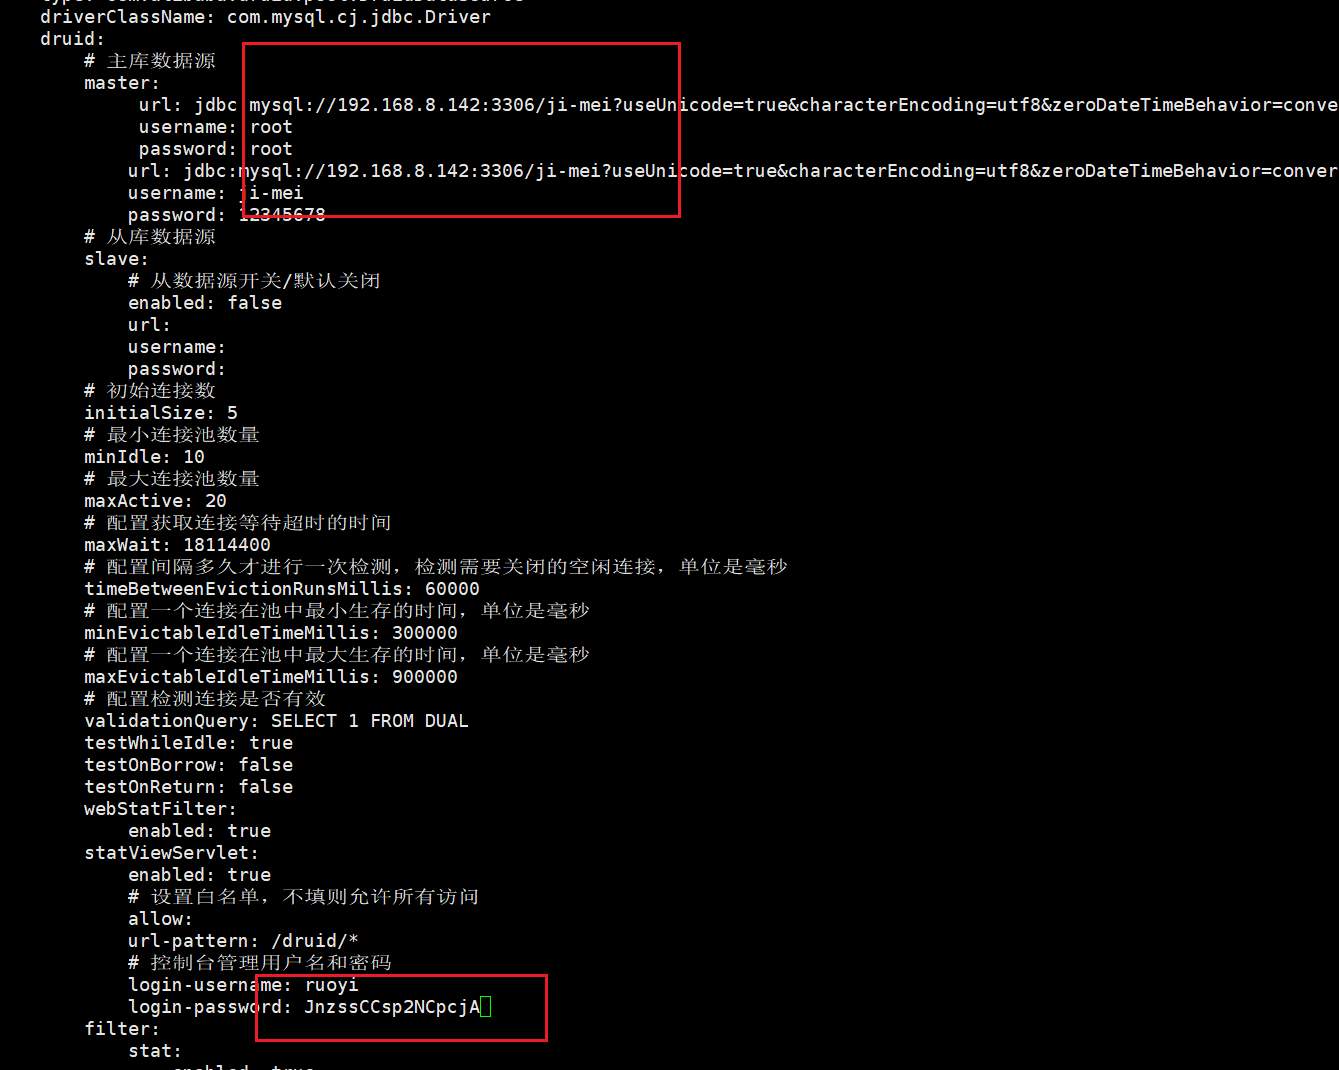 driverClassName: com.mysql.cj.jdbc.Driver
druid:
# 主库数据源
master:
url: jdbc:mysql://192.168.8.142:3306/ji-mei?useUnicode=true&characterEncoding=utf8&zeroDateTimeBehavior=conver
username: root
password: root
url: jdbc:mysql://192.168.8.142:3306/ji-mei?useUnicode=true&characterEncoding=utf8&zeroDateTimeBehavior=conver
username: ji-mei
password: 12345678
# 从库数据源
slave:
# 从数据源开关/默认关闭
enabled: false
url:
username:
password:
# 初始连接数
initialSize: 5
# 最小连接池数量
minIdle: 10
# 最大连接池数量
maxActive: 20
# 配置获取连接等待超时的时间
maxWait: 18114400
# 配置间隔多久才进行一次检测，检测需要关闭的空闲连接，单位是毫秒
timeBetweenEvictionRunsMillis: 60000
# 配置一个连接在池中最小生存的时间，单位是毫秒
minEvictableIdleTimeMillis: 300000
# 配置一个连接在池中最大生存的时间，单位是毫秒
maxEvictableIdleTimeMillis: 900000
# 配置检测连接是否有效
validationQuery: SELECT 1 FROM DUAL
testWhileIdle: true
testOnBorrow: false
testOnReturn: false
webStatFilter:
enabled: true
statViewServlet:
enabled: true
# 设置白名单，不填则允许所有访问
allow:
url-pattern: /druid/*
# 控制台管理用户名和密码
login-username: ruoyi
login-password: JnzssCCsp2NCpcjA
filter:
stat:
enabled: true